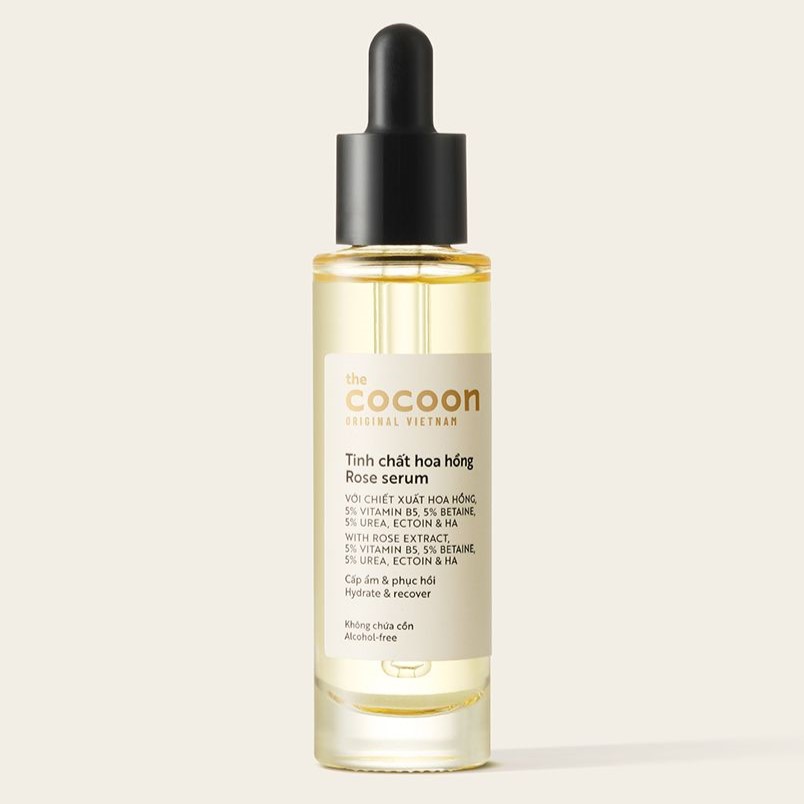 the
cocoon
ORIGINAL VIETNAM
Tinh chất hoa hồng
Rose serum
VỚI CHIẾT XUẤT HOA HỒNG,
5% VITAMIN B5, 5% BETAINE,
5% UREA, ECTOIN & HA
WITH ROSE EXTRACT,
5% VITAMIN B5, 5% BETAINE,
5% UREA, ECTOIN & HA
Cấp ẩm & phục hồi
Hydrate & recover
Không chứa cồn
Alcohol-free